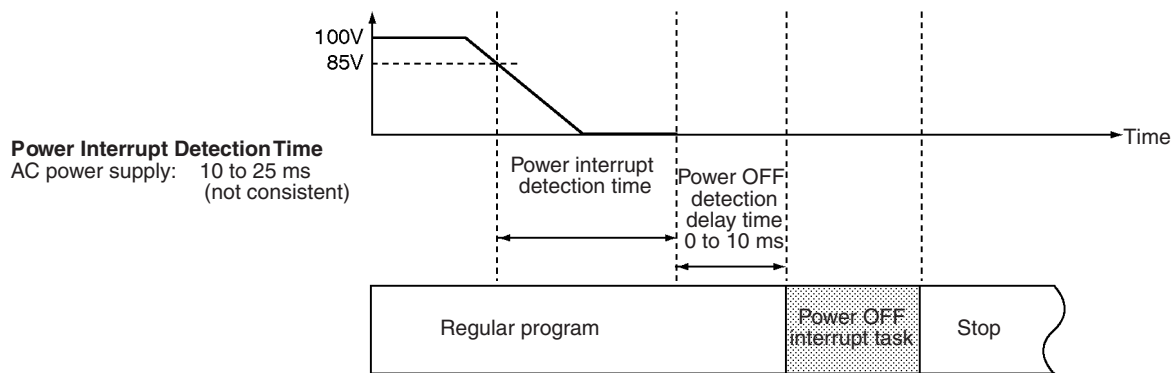 100V
85V
Time
Power Interrupt Detection Time
AC power supply: 10 to 25 ms
(not consistent)
Power interrupt
detection time
Power OFF
detection
delay time
0 to 10 ms
Regular program
Power OFF
interrupt task
Stop